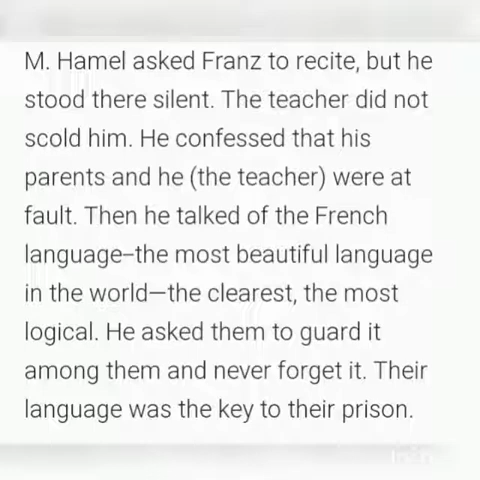 M. Hamel asked Franz to recite, but he
stood there silent. The teacher did not
scold him. He confessed that his
parents and he (the teacher) were at
fault. Then he talked of the French
language–the most beautiful language
in the world—the clearest, the most
logical. He asked them to guard it
among them and never forget it. Their
language was the key to their prison.